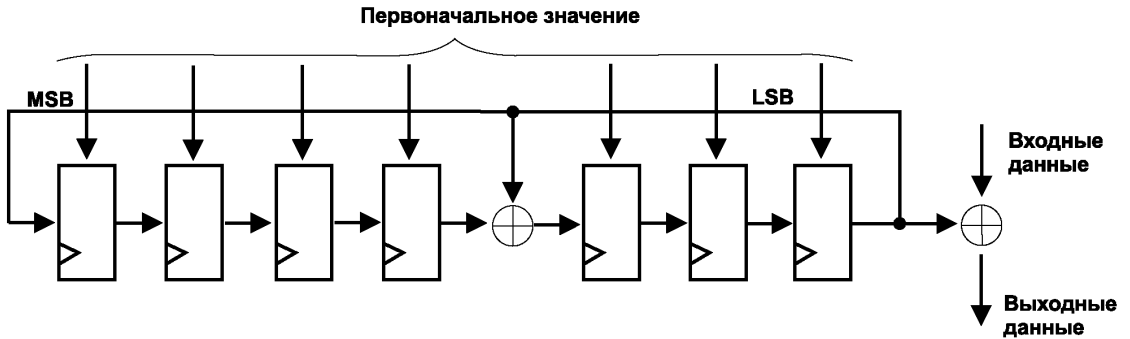 Первоначальное значение
MSB
LSB
Входные
данные
Выходные
данные